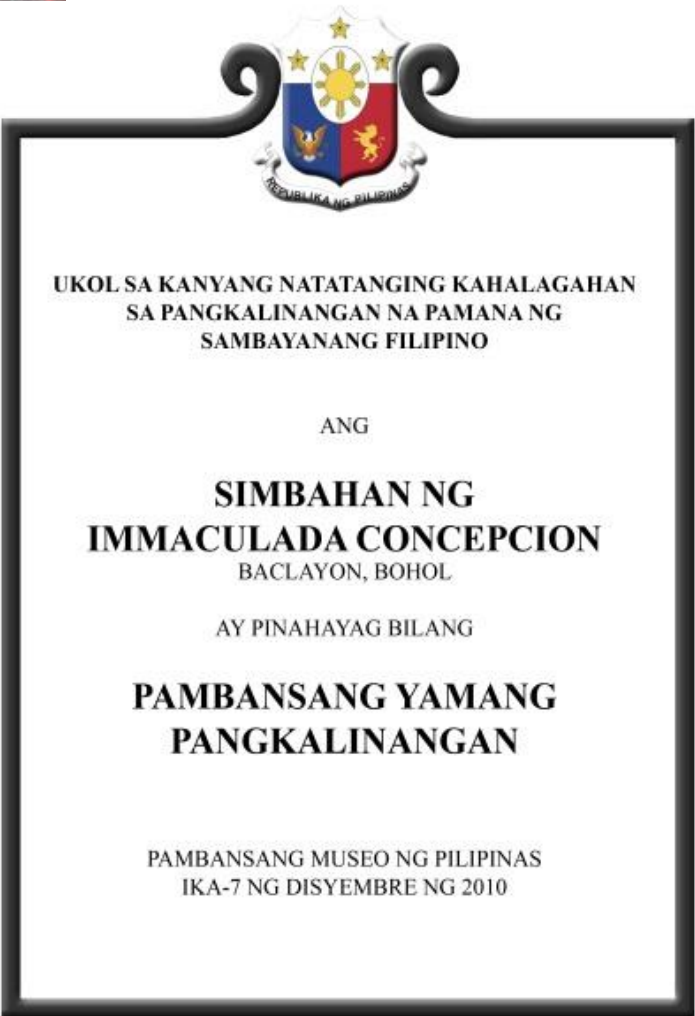 REPUBLIKA NG PILIPINAS
UKOL SA KANYANG NATATANGING KAHALAGAHAN
SA PANGKALINANGAN NA PAMANA NG
SAMBAYANANG FILIPINO
ANG
SIMBAHAN NG
IMMACULADA CONCEPCION
BACLAYON, BOHOL
AY PINAHAYAG BILANG
PAMBANSANG YAMANG
PANGKALINANGAN
PAMBANSANG MUSEO NG PILIPINAS
IKA-7 NG DISYEMBRE NG 2010